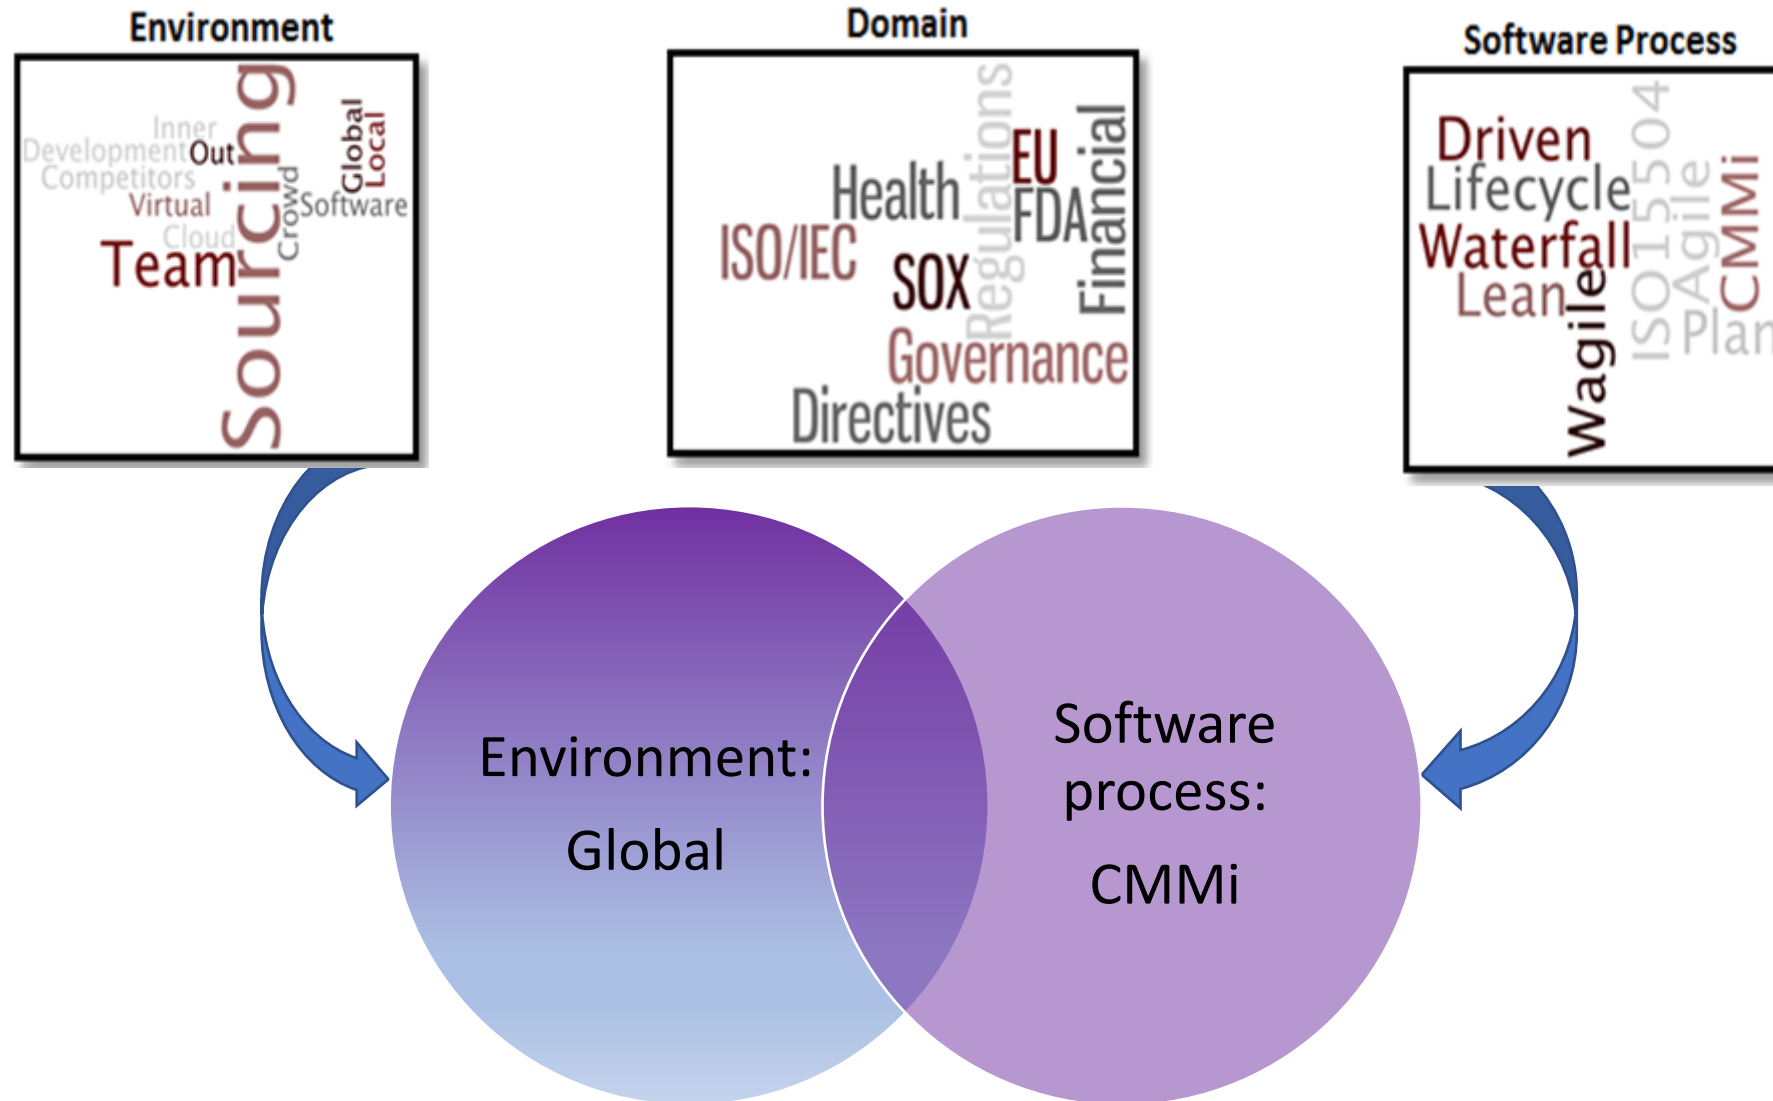 Environment
Domain
Software Process
Inner
Development
Out
Competitors
Virtual
Cloud
Team
Sourcing
Crowd
Global
Local
Software
Regulations
EU
Financial
Health
FDA
ISO/IEC
SOX
Governance
Directives
Driven
Lifecycle
Waterfall
Lean
Wagile
ISO15504
Agile
CMMi
Plan
Environment:
Global
Software
process:
CMMi